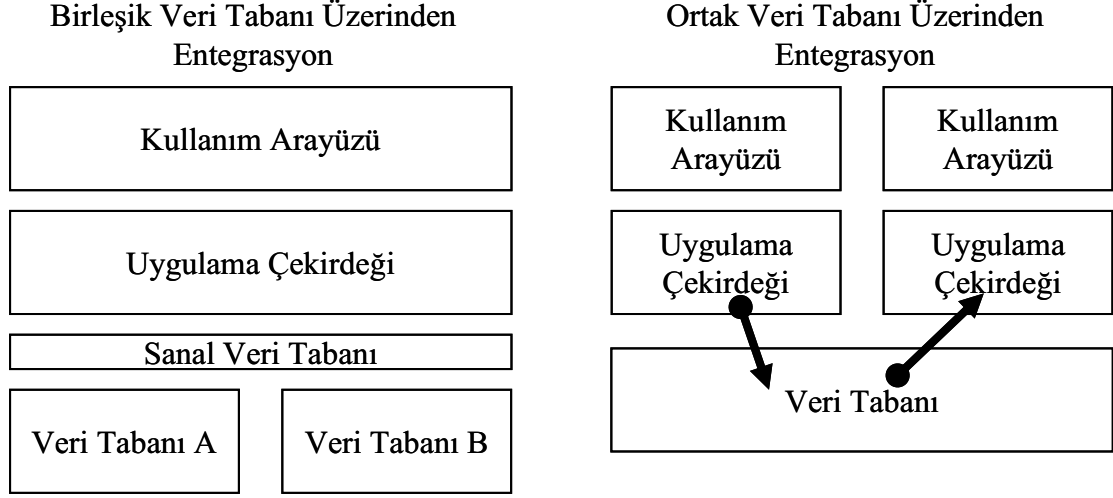 Birleşik Veri Tabanı Üzerinden
Entegrasyon
Kullanım Arayüzü
Uygulama Çekirdeği
Sanal Veri Tabanı
Veri Tabanı A
Veri Tabanı B
Ortak Veri Tabanı Üzerinden
Entegrasyon
Kullanım
Arayüzü
Kullanım
Arayüzü
Uygulama
Çekirdeği
Uygulama
Çekirdeği
Veri Tabanı